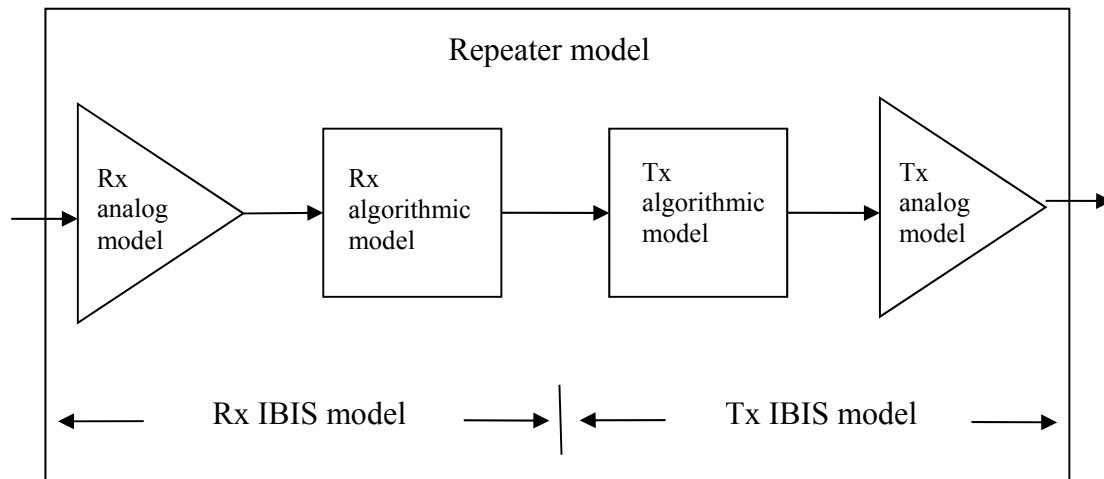 Repeater model
Rx
analog
model
Rx
algorithmic
model
Tx
algorithmic
model
Tx
analog
model
Rx IBIS model
Tx IBIS model